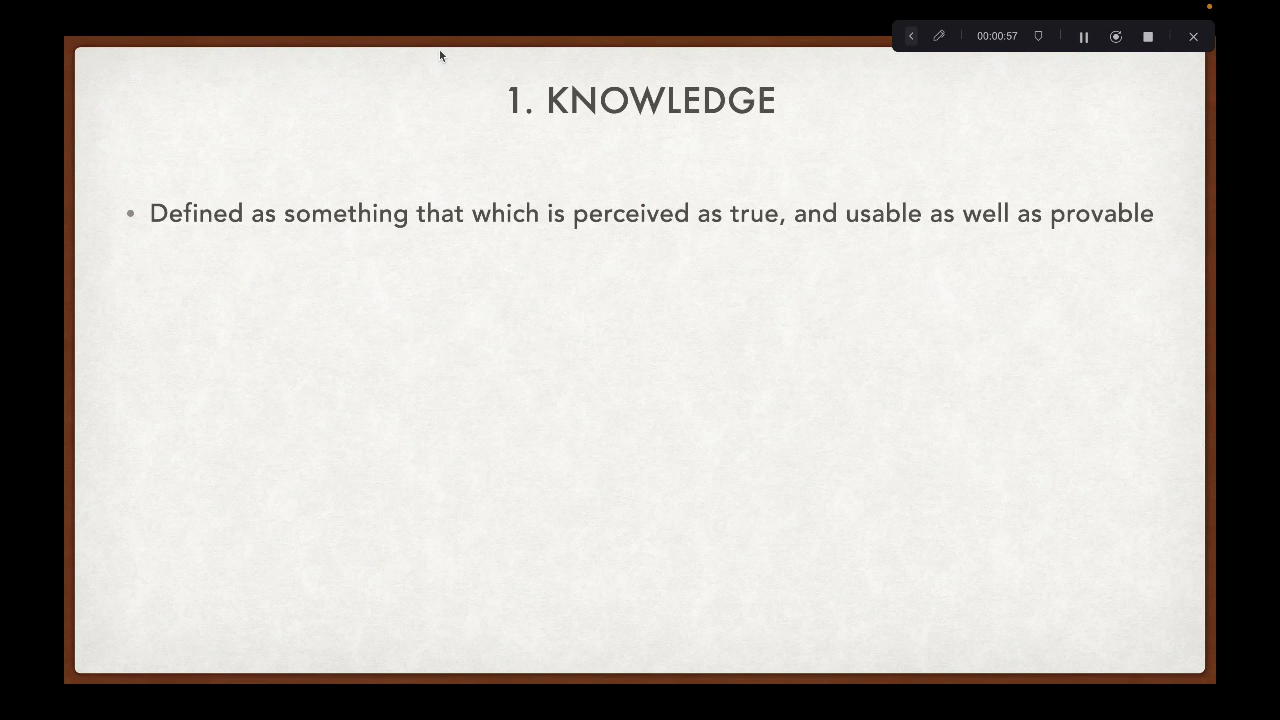 00:00:57
1. KNOWLEDGE
• Defined as something that which is perceived as true, and usable as well as provable